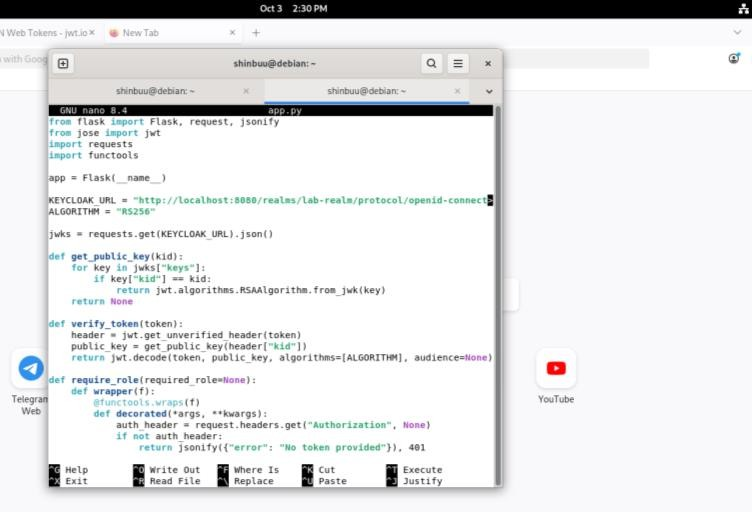 Oct 3 2:30 PM
N Web Tokens - jwt.io ×
New Tab ×
with Goog
shinbuu@debian: ~
shinbuu@debian: ~ ×
shinbuu@debian: ~ ×
GNU nano 8.4 app.py
from flask import Flask, request, jsonify
from jose import jwt
import requests
import functools
app = Flask(__name__)
KEYCLOAK_URL = "http://localhost:8080/realms/lab-realm/protocol/openid-connect>
ALGORITHM = "RS256"
jwks = requests.get(KEYCLOAK_URL).json()
def get_public_key(kid):
    for key in jwks["keys"]:
        if key["kid"] == kid:
            return jwt.algorithms.RSAAlgorithm.from_jwk(key)
    return None
def verify_token(token):
    header = jwt.get_unverified_header(token)
    public_key = get_public_key(header["kid"])
    return jwt.decode(token, public_key, algorithms=[ALGORITHM], audience=None)
def require_role(required_role=None):
    def wrapper(f):
        @functools.wraps(f)
        def decorated(*args, **kwargs):
            auth_header = request.headers.get("Authorization", None)
            if not auth_header:
                return jsonify({"error": "No token provided"}), 401
^G Help ^O Write Out ^F Where Is ^K Cut ^T Execute
^X Exit ^R Read File ^\ Replace ^U Paste ^J Justify
Telegram
Web
YouTube